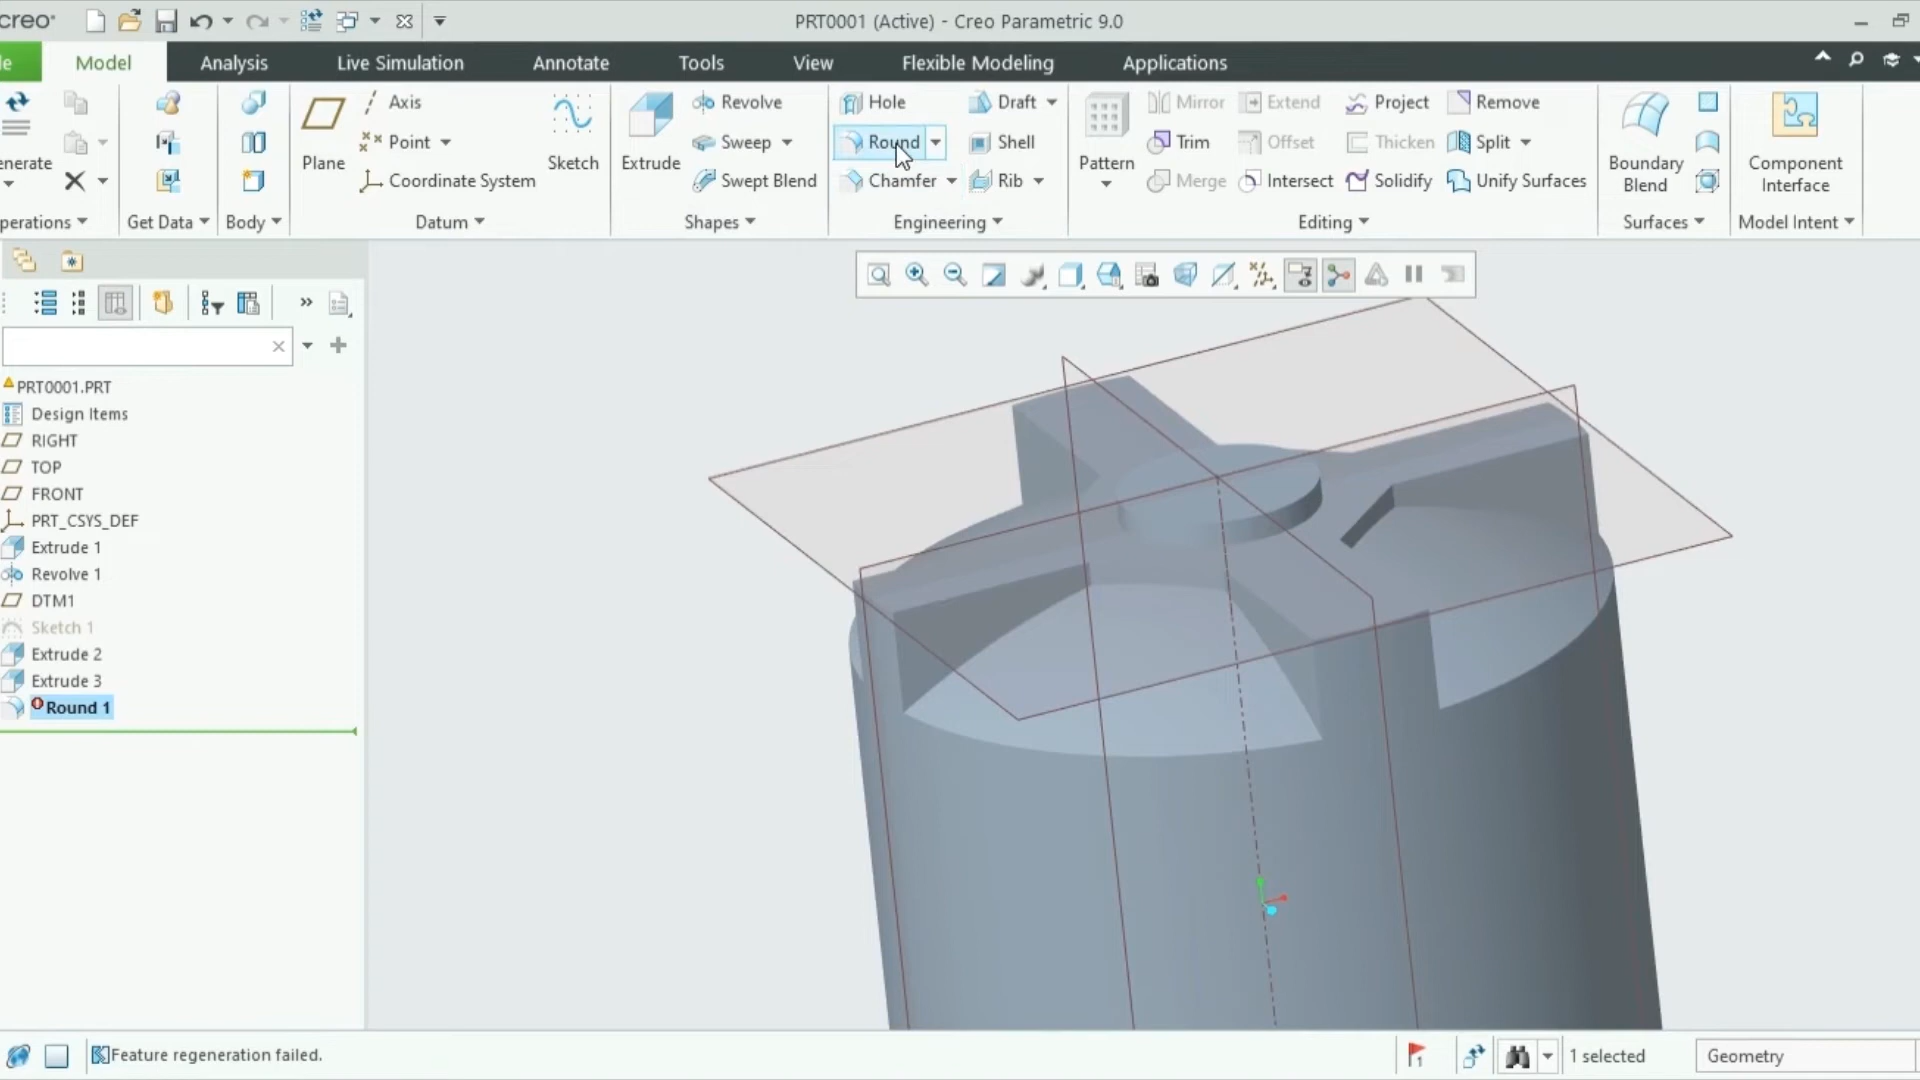 creo
PRT0001 (Active) - Creo Parametric 9.0
le
Model
Analysis
Live Simulation
Annotate
Tools
View
Flexible Modeling
Applications
enerate
perations
Get Data
Body
Plane
Axis
Point
Coordinate System
Sketch
Datum
Extrude
Revolve
Sweep
Swept Blend
Shapes
Hole
Round
Chamfer
Draft
Shell
Rib
Engineering
Pattern
Mirror
Trim
Merge
Extend
Offset
Intersect
Project
Thicken
Solidify
Remove
Split
Unify Surfaces
Editing
Boundary
Blend
Surfaces
Component
Interface
Model Intent
PRT0001.PRT
Design Items
RIGHT
TOP
FRONT
PRT_CSYS_DEF
Extrude 1
Revolve 1
DTM1
Sketch 1
Extrude 2
Extrude 3
Round 1
Feature regeneration failed.
1
1 selected
Geometry